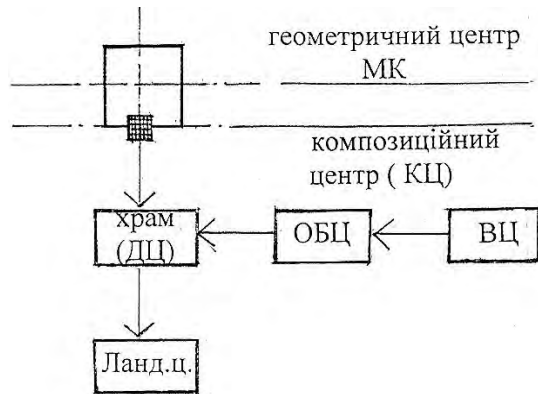 геометричний центр
МК
композиційний
центр ( КЦ)
храм
(ДЦ)
ОБЦ
ВЦ
Ланд.ц.